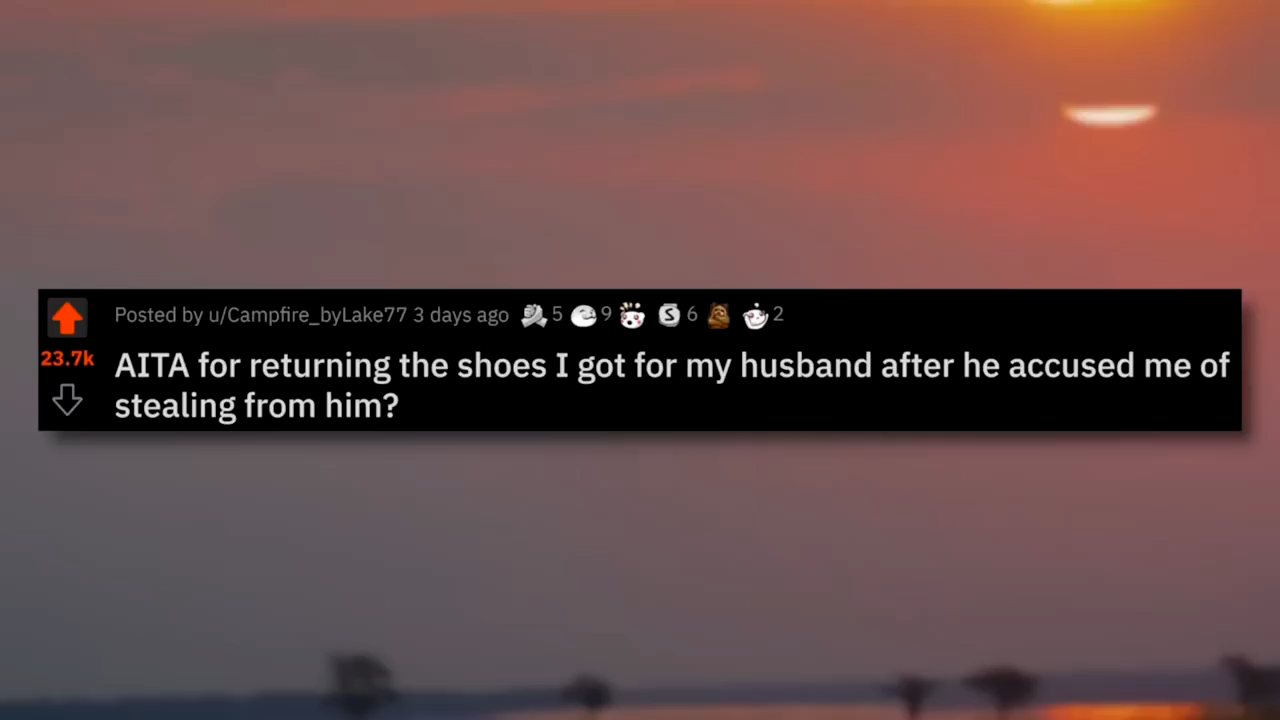 Posted by u/Campfire_byLake77 3 days ago 5 9 S 6 2
23.7k
AITA for returning the shoes I got for my husband after he accused me of
stealing from him?